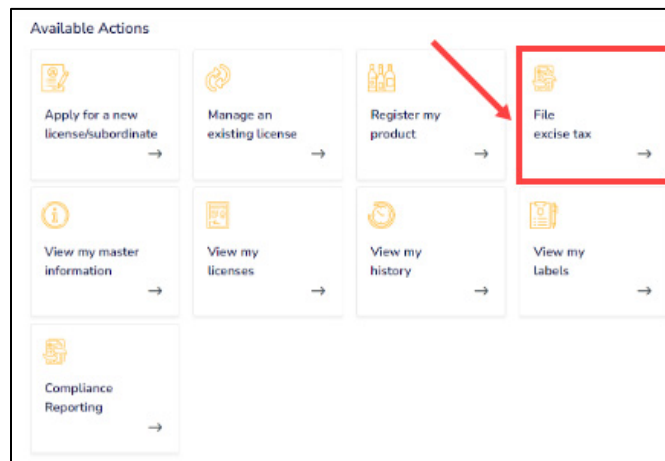 Available Actions
Apply for a new
license/subordinate
Manage an
existing license
Register my
product
File
excise tax
View my master
information
View my
licenses
View my
history
View my
labels
Compliance
Reporting